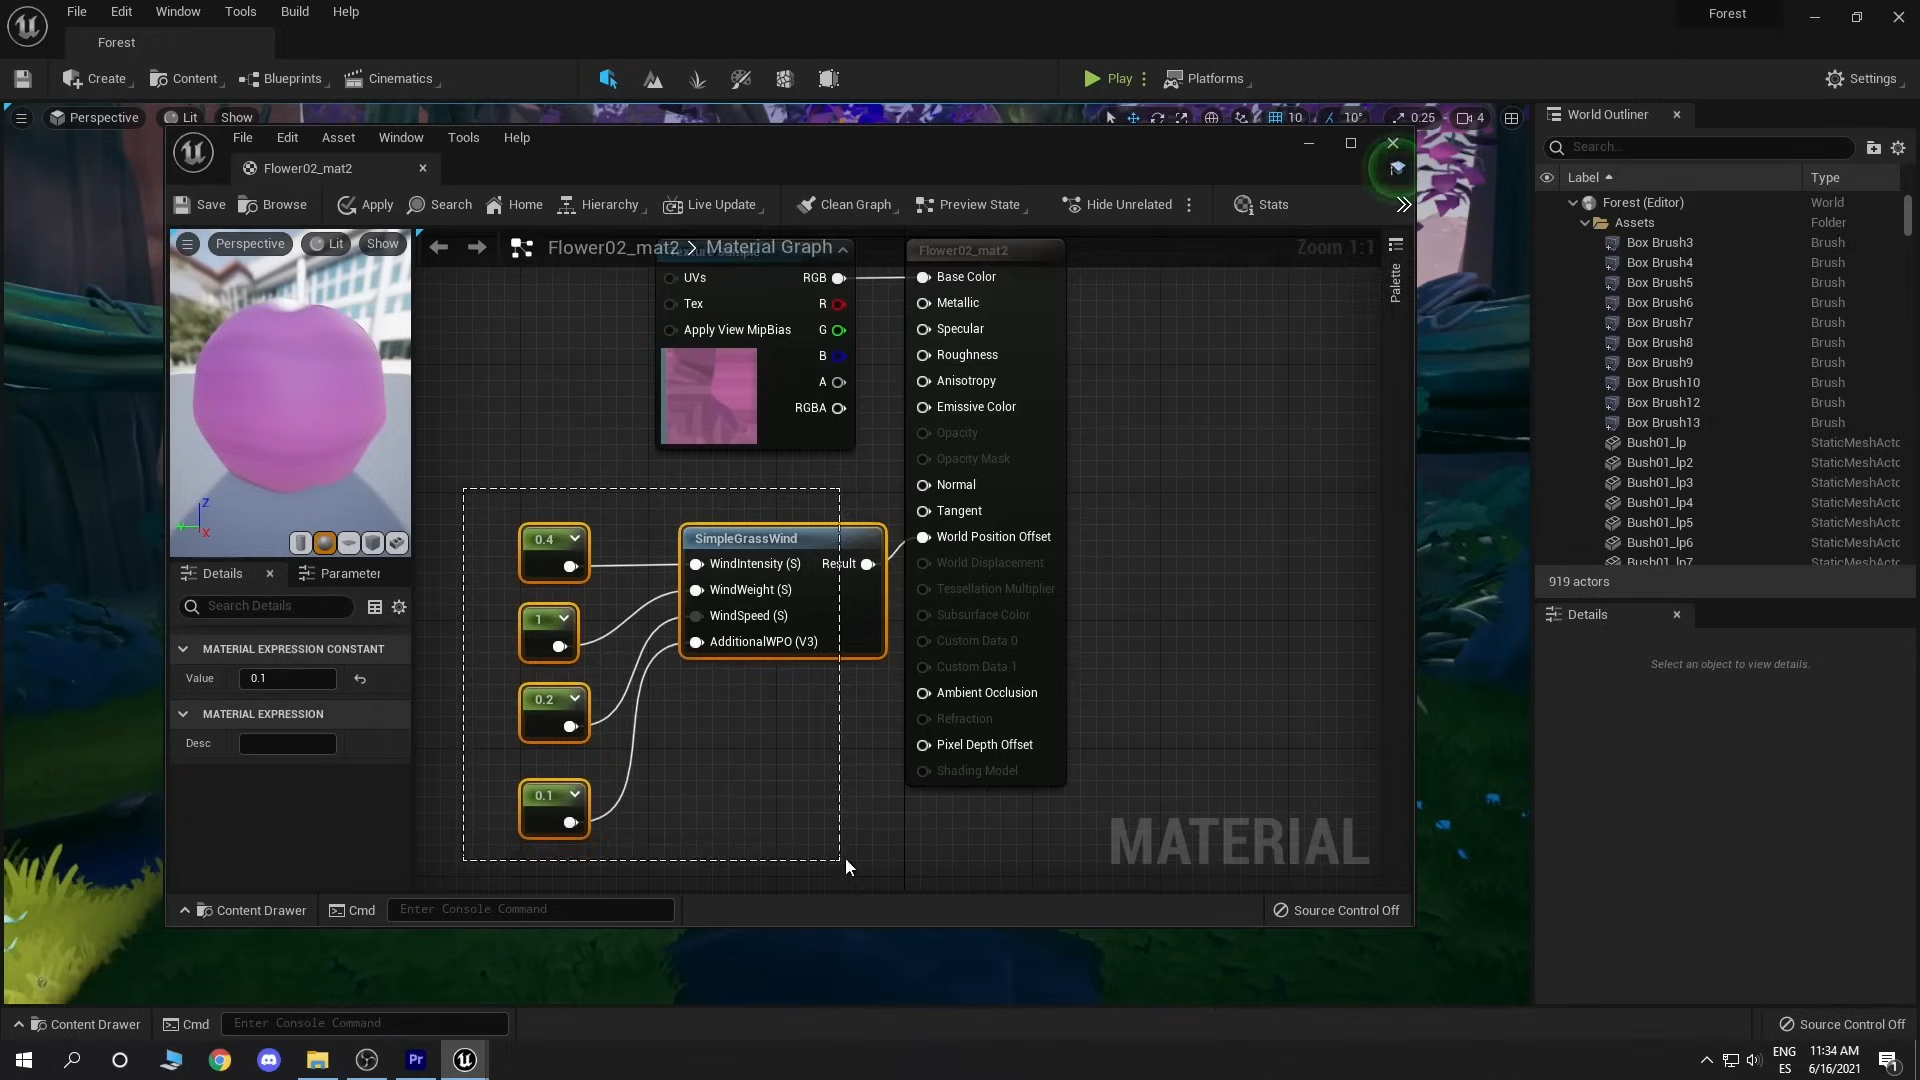 File Edit Window Tools Build Help
Forest
Forest
Create Content Blueprints Cinematics Play Platforms Settings
Perspective Lit Show 10 10° 0.25 4
World Outliner
Search...
Label Type
Forest (Editor) World
Assets Folder
Box Brush3 Brush
Box Brush4 Brush
Box Brush5 Brush
Box Brush6 Brush
Box Brush7 Brush
Box Brush8 Brush
Box Brush9 Brush
Box Brush10 Brush
Box Brush12 Brush
Box Brush13 Brush
Bush01_lp StaticMeshActo
Bush01_lp2 StaticMeshActo
Bush01_lp3 StaticMeshActo
Bush01_lp4 StaticMeshActo
Bush01_lp5 StaticMeshActo
Bush01_lp6 StaticMeshActo
Bush01_lp7 StaticMeshActo
919 actors
Details
Select an object to view details.
File Edit Asset Window Tools Help
Flower02_mat2
Save Browse Apply Search Home Hierarchy Live Update Clean Graph Preview State Hide Unrelated Stats
Perspective Lit Show
Z
Y
X
Details Parameter
Search Details
MATERIAL EXPRESSION CONSTANT
Value 0.1
MATERIAL EXPRESSION
Desc
Flower02_mat2 > Material Graph
Zoom 1:1
Palette
Texture Sample
UVs RGB
Tex R
Apply View MipBias G
B
A
RGBA
Flower02_mat2
Base Color
Metallic
Specular
Roughness
Anisotropy
Emissive Color
Opacity
Opacity Mask
Normal
Tangent
World Position Offset
World Displacement
Tessellation Multiplier
Subsurface Color
Custom Data 0
Custom Data 1
Ambient Occlusion
Refraction
Pixel Depth Offset
Shading Model
0.4
1
0.2
0.1
SimpleGrassWind
WindIntensity (S) Result
WindWeight (S)
WindSpeed (S)
AdditionalWPO (V3)
MATERIAL
Content Drawer Cmd Enter Console Command Source Control Off
Content Drawer Cmd Enter Console Command Source Control Off
Pr
ENG
ES
11:34 AM
6/16/2021
1